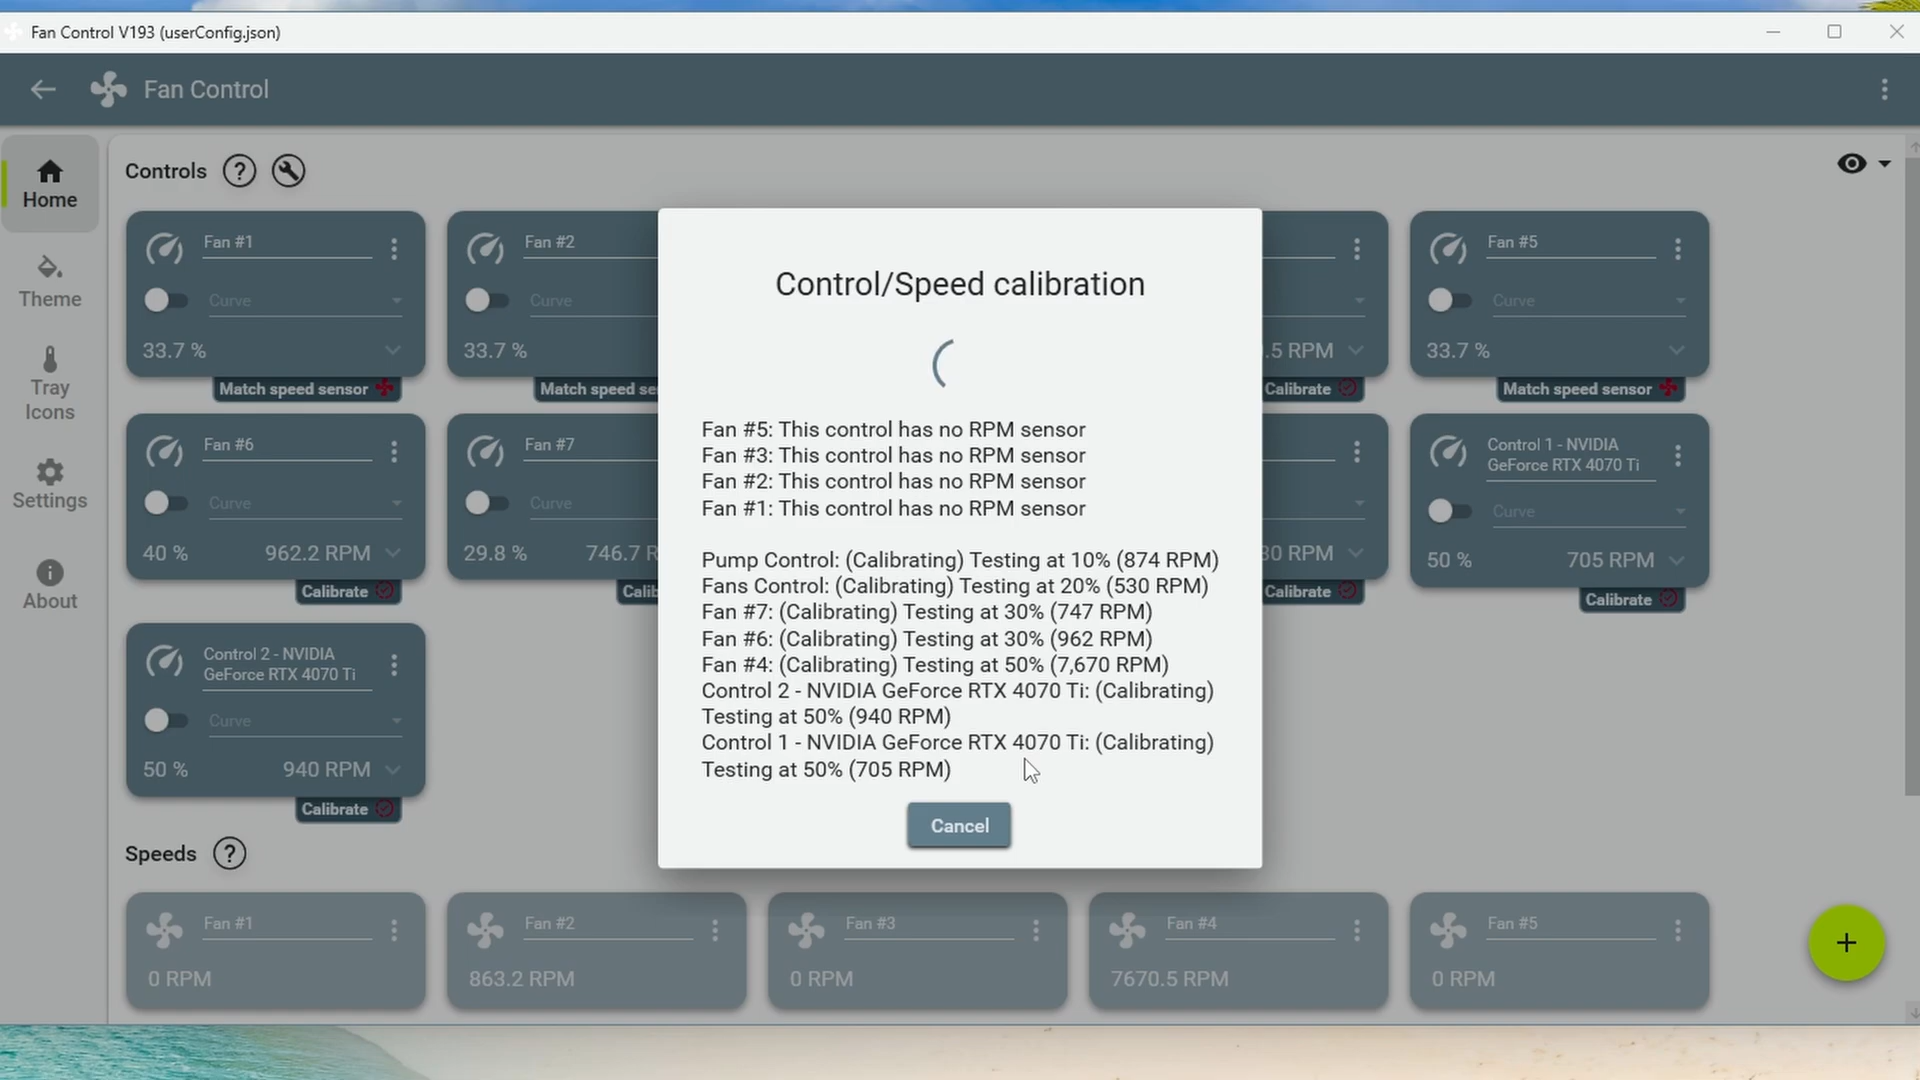 Fan Control V193 (userConfig.json)
Fan Control
Home
Theme
Tray
Icons
Settings
About
Controls
Fan #1
Curve
33.7 %
Match speed sensor
Fan #2
Curve
33.7 %
Match speed se
.5 RPM
Calibrate
Fan #5
Curve
33.7 %
Match speed sensor
Fan #6
Curve
40 % 962.2 RPM
Calibrate
Fan #7
Curve
29.8 % 746.7 R
Calib
30 RPM
Calibrate
Control 1 - NVIDIA
GeForce RTX 4070 Ti
Curve
50 % 705 RPM
Calibrate
Control 2 - NVIDIA
GeForce RTX 4070 Ti
Curve
50 % 940 RPM
Calibrate
Control/Speed calibration
Fan #5: This control has no RPM sensor
Fan #3: This control has no RPM sensor
Fan #2: This control has no RPM sensor
Fan #1: This control has no RPM sensor
Pump Control: (Calibrating) Testing at 10% (874 RPM)
Fans Control: (Calibrating) Testing at 20% (530 RPM)
Fan #7: (Calibrating) Testing at 30% (747 RPM)
Fan #6: (Calibrating) Testing at 30% (962 RPM)
Fan #4: (Calibrating) Testing at 50% (7,670 RPM)
Control 2 - NVIDIA GeForce RTX 4070 Ti: (Calibrating)
Testing at 50% (940 RPM)
Control 1 - NVIDIA GeForce RTX 4070 Ti: (Calibrating)
Testing at 50% (705 RPM)
Cancel
Speeds
Fan #1
0 RPM
Fan #2
863.2 RPM
Fan #3
0 RPM
Fan #4
7670.5 RPM
Fan #5
0 RPM